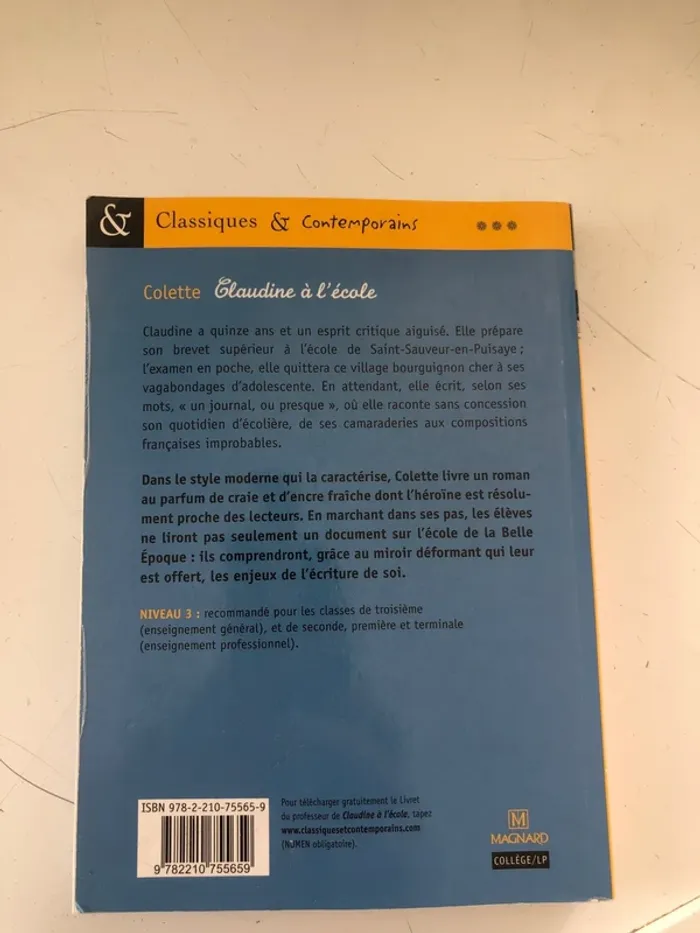 & Classiques & Contemporains ***
Colette Claudine à l'école
Claudine a quinze ans et un esprit critique aiguisé. Elle prépare
son brevet supérieur à l'école de Saint-Sauveur-en-Puisaye ;
l'examen en poche, elle quittera ce village bourguignon cher à ses
vagabondages d'adolescente. En attendant, elle écrit, selon ses
mots, « un journal, ou presque », où elle raconte sans concession
son quotidien d'écolière, de ses camaraderies aux compositions
françaises improbables.
Dans le style moderne qui la caractérise, Colette livre un roman
au parfum de craie et d'encre fraîche dont l'héroïne est résolu-
ment proche des lecteurs. En marchant dans ses pas, les élèves
ne liront pas seulement un document sur l'école de la Belle
Époque : ils comprendront, grâce au miroir déformant qui leur
est offert, les enjeux de l'écriture de soi.
NIVEAU 3 : recommandé pour les classes de troisième
(enseignement général), et de seconde, première et terminale
(enseignement professionnel).
ISBN 978-2-210-75565-9
9 782210 755659
Pour télécharger gratuitement le Livret
du professeur de Claudine à l'école, tapez
www.classiquesetcontemporains.com
(NUMEN obligatoire).
M
MAGNARD
COLLÈGE/LP